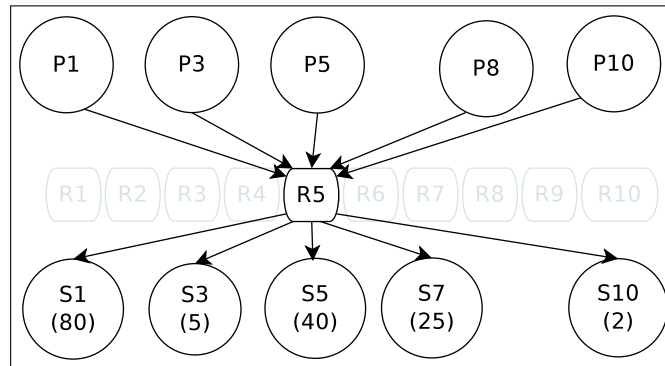 P1 P3 P5 P8 P10
R1 R2 R3 R4 R5 R6 R7 R8 R9 R10
S1 S3 S5 S7 S10
(80) (5) (40) (25) (2)